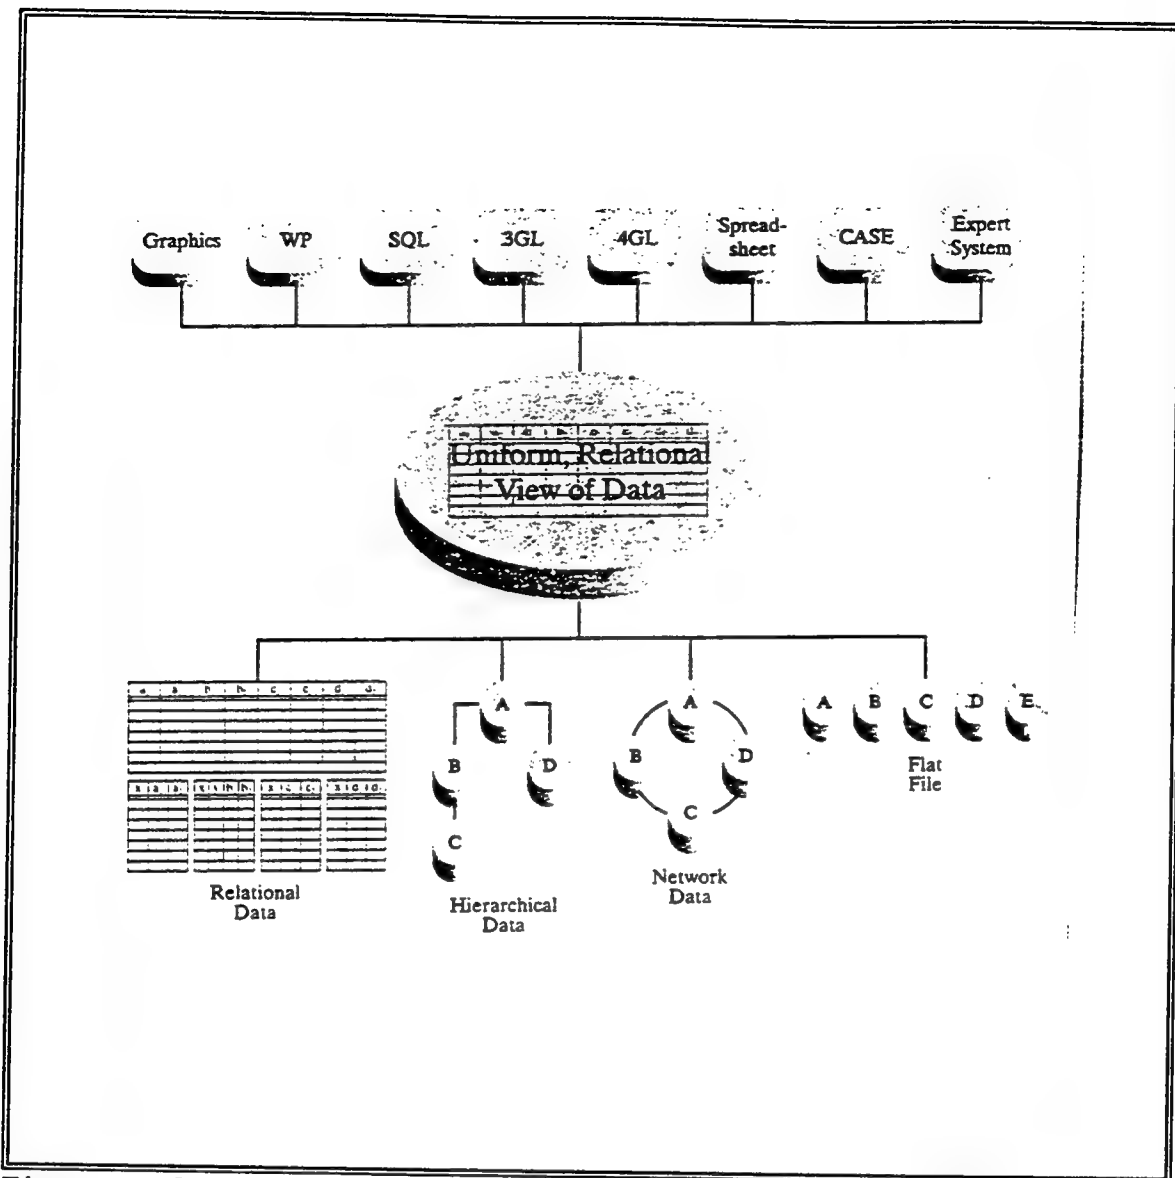 Graphics
WP
SQL
3GL
4GL
Spread-
sheet
CASE
Expert
System
Uniform, Relational
View of Data
A
B
D
C
Hierarchical
Data
A
B
D
C
Network
Data
A B C D E
Flat
File
Relational
Data